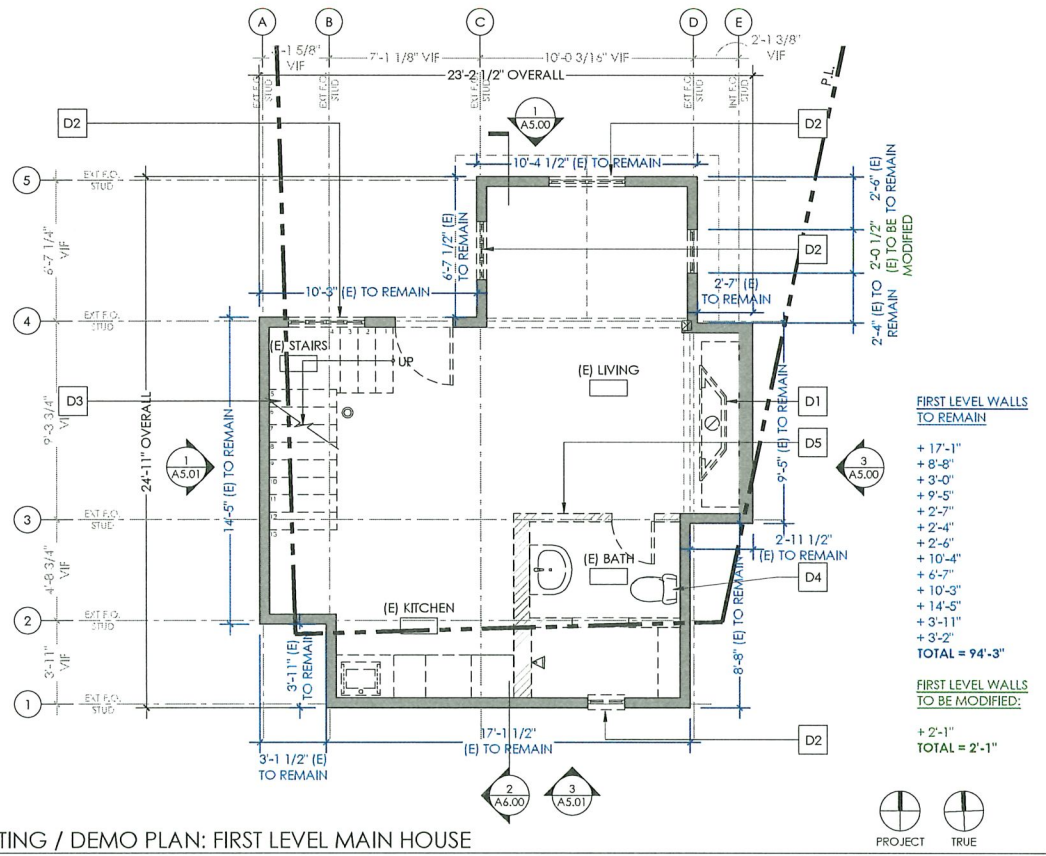 A
B
C
D
E
-1 5/8"
VIF
7'-1 1/8" VIF
10'-0 3/16" VIF
2'-1 3/8"
VIF
23'-2 1/2" OVERALL
EXT F.O.
STUD
EXT F.O.
STUD
EXT F.O.
STUD
EXT F.O.
STUD
INT F.O.
STUD
P.L.
D2
1
A5.00
D2
10'-4 1/2" (E) TO REMAIN
5
EXT F.O.
STUD
6'-7 1/4"
VIF
6'-7 1/2" (E)
TO REMAIN
2'-6" (E)
TO REMAIN
2'-0 1/2"
(E) TO BE
MODIFIED
2'-4" (E) TO
REMAIN
D2
10'-3" (E) TO REMAIN
2'-7" (E)
TO REMAIN
4
EXT F.O.
STUD
(E) STAIRS
UP
(E) LIVING
D3
D1
D5
9'-3 3/4"
24'-11" OVERALL
14'-5" (E) TO REMAIN
9'-5" (E) TO REMAIN
1
A5.01
3
A5.00
3
EXT F.O.
STUD
2'-11 1/2"
(E) TO REMAIN
(E) BATH
D4
4'-8 3/4"
VIF
2
EXT F.O.
STUD
(E) KITCHEN
3'-11"
VIF
3'-11" (E)
TO REMAIN
8'-8" (E) TO REMAIN
1
EXT F.O.
STUD
17'-1 1/2"
(E) TO REMAIN
D2
3'-1 1/2" (E)
TO REMAIN
2
A6.00
3
A5.01
FIRST LEVEL WALLS
TO REMAIN
+ 17'-1"
+ 8'-8"
+ 3'-0"
+ 9'-5"
+ 2'-7"
+ 2'-4"
+ 2'-6"
+ 10'-4"
+ 6'-7"
+ 10'-3"
+ 14'-5"
+ 3'-11"
+ 3'-2"
TOTAL = 94'-3"
FIRST LEVEL WALLS
TO BE MODIFIED:
+ 2'-1"
TOTAL = 2'-1"
PROJECT
TRUE
TING / DEMO PLAN: FIRST LEVEL MAIN HOUSE